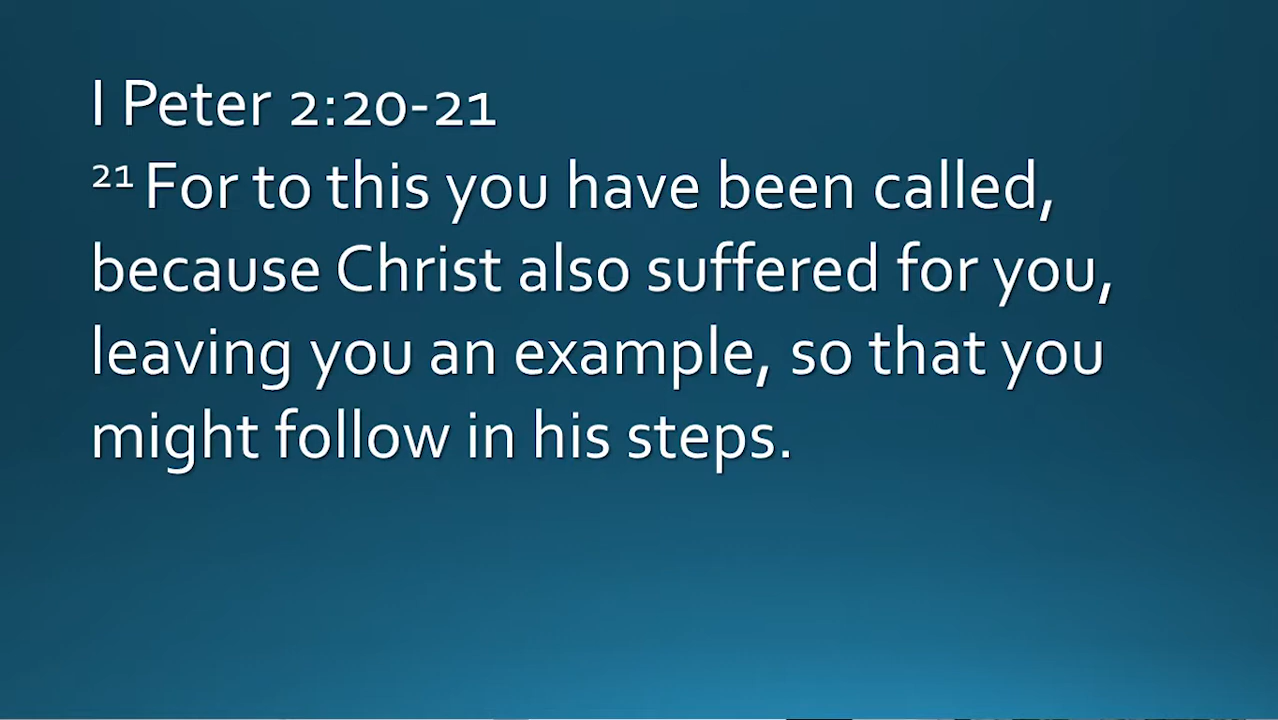 I Peter 2:20-21
21 For to this you have been called,
because Christ also suffered for you,
leaving you an example, so that you
might follow in his steps.